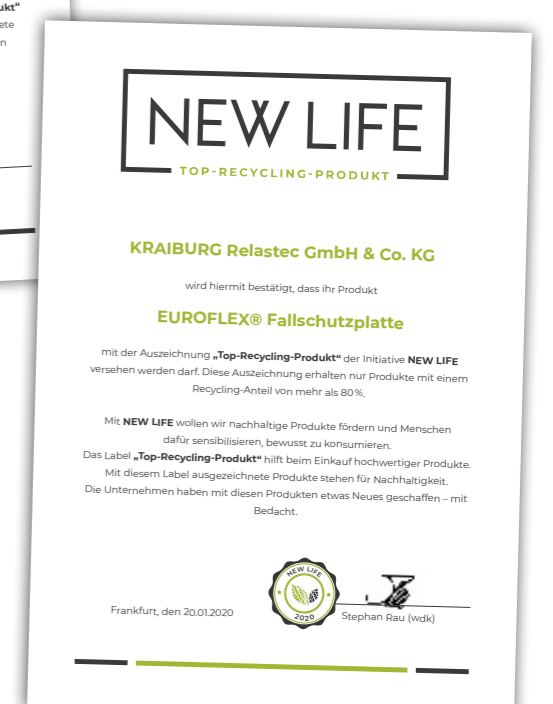 ukt“
ete
n
NEW LIFE
TOP-RECYCLING-PRODUKT
KRAIBURG Relastec GmbH & Co. KG
wird hiermit bestätigt, dass ihr Produkt
EUROFLEX® Fallschutzplatte
mit der Auszeichnung „Top-Recycling-Produkt“ der Initiative NEW LIFE
versehen werden darf. Diese Auszeichnung erhalten nur Produkte mit einem
Recycling-Anteil von mehr als 80%.
Mit NEW LIFE wollen wir nachhaltige Produkte fördern und Menschen
dafür sensibilisieren, bewusst zu konsumieren.
Das Label „Top-Recycling-Produkt“ hilft beim Einkauf hochwertiger Produkte.
Mit diesem Label ausgezeichnete Produkte stehen für Nachhaltigkeit.
Die Unternehmen haben mit diesen Produkten etwas Neues geschaffen – mit
Bedacht.
NEW LIFE
2020
Frankfurt, den 20.01.2020
Stephan Rau (wdk)